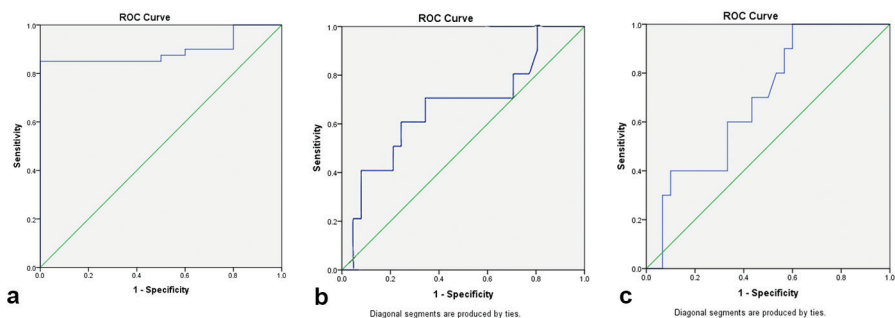 ROC Curve
1.0
0.8
0.6
0.4
0.2
0.0
Sensitivity
0.0 0.2 0.4 0.6 0.8 1.0
1 - Specificity
a
ROC Curve
1.0
0.8
0.6
0.4
0.2
0.0
Sensitivity
0.0 0.2 0.4 0.6 0.8 1.0
1 - Specificity
Diagonal segments are produced by ties.
b
ROC Curve
1.0
0.8
0.6
0.4
0.2
0.0
Sensitivity
0.0 0.2 0.4 0.6 0.8 1.0
1 - Specificity
Diagonal segments are produced by ties.
c